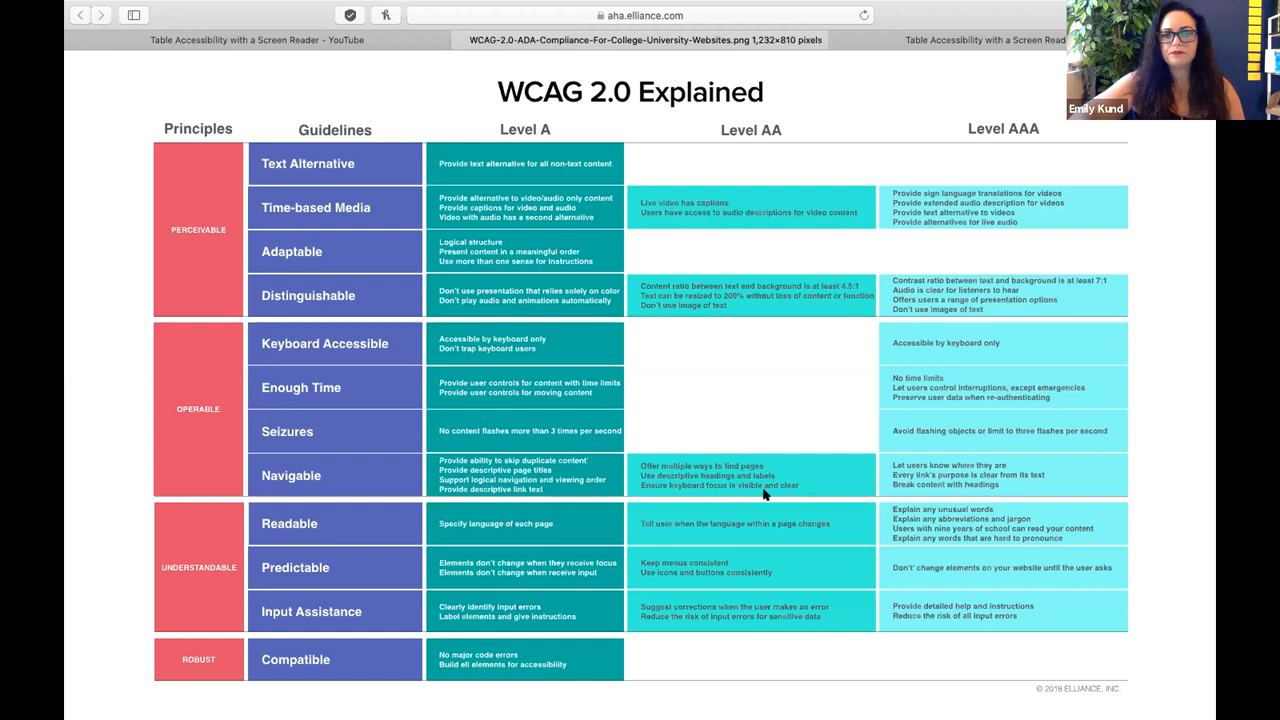 aha.elliance.com
Table Accessibility with a Screen Reader - YouTube
WCAG-2.0-ADA-Compliance-For-College-University-Websites.png 1,232×810 pixels
Table Accessibility with a Screen Read
Emily Kund
WCAG 2.0 Explained
Principles
Guidelines
Level A
Level AA
Level AAA
PERCEIVABLE
Text Alternative
Provide text alternative for all non-text content
Time-based Media
Provide alternative to video/audio only content
Provide captions for video and audio
Video with audio has a second alternative
Live video has captions
Users have access to audio descriptions for video content
Provide sign language translations for videos
Provide extended audio description for videos
Provide text alternative to videos
Provide alternatives for live audio
Adaptable
Logical structure
Present content in a meaningful order
Use more than one sense for instructions
Distinguishable
Don't use presentation that relies solely on color
Don't play audio and animations automatically
Content ratio between text and background is at least 4.5:1
Text can be resized to 200% without loss of content or function
Don't use image of text
Contrast ratio between text and background is at least 7:1
Audio is clear for listeners to hear
Offers users a range of presentation options
Don't use images of text
OPERABLE
Keyboard Accessible
Accessible by keyboard only
Don't trap keyboard users
Accessible by keyboard only
Enough Time
Provide user controls for content with time limits
Provide user controls for moving content
No time limits
Let users control interruptions, except emergencies
Preserve user data when re-authenticating
Seizures
No content flashes more than 3 times per second
Avoid flashing objects or limit to three flashes per second
Navigable
Provide ability to skip duplicate content'
Provide descriptive page titles
Support logical navigation and viewing order
Provide descriptive link text
Offer multiple ways to find pages
Use descriptive headings and labels
Ensure keyboard focus is visible and clear
Let users know where they are
Every link's purpose is clear from its text
Break content with headings
UNDERSTANDABLE
Readable
Specify language of each page
Tell user when the language within a page changes
Explain any unusual words
Explain any abbreviations and jargon
Users with nine years of school can read your content
Explain any words that are hard to pronounce
Predictable
Elements don't change when they receive focus
Elements don't change when receive input
Keep menus consistent
Use icons and buttons consistently
Don't' change elements on your website until the user asks
Input Assistance
Clearly identify input errors
Label elements and give instructions
Suggest corrections when the user makes an error
Reduce the risk of input errors for sensitive data
Provide detailed help and instructions
Reduce the risk of all input errors
ROBUST
Compatible
No major code errors
Build ell elements for accessibility
© 2018 ELLIANCE, INC.